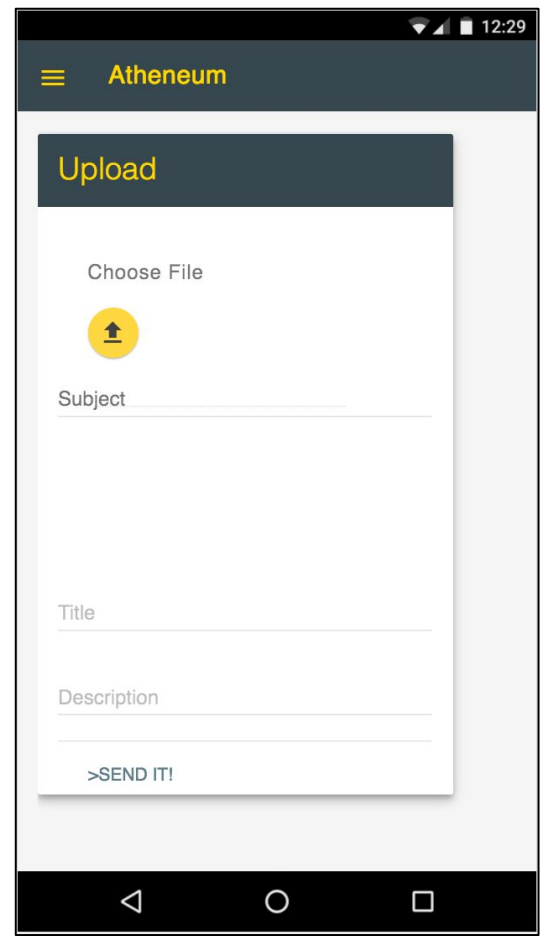 12:29
Atheneum
Upload
Choose File
Subject
Title
Description
>SEND IT!